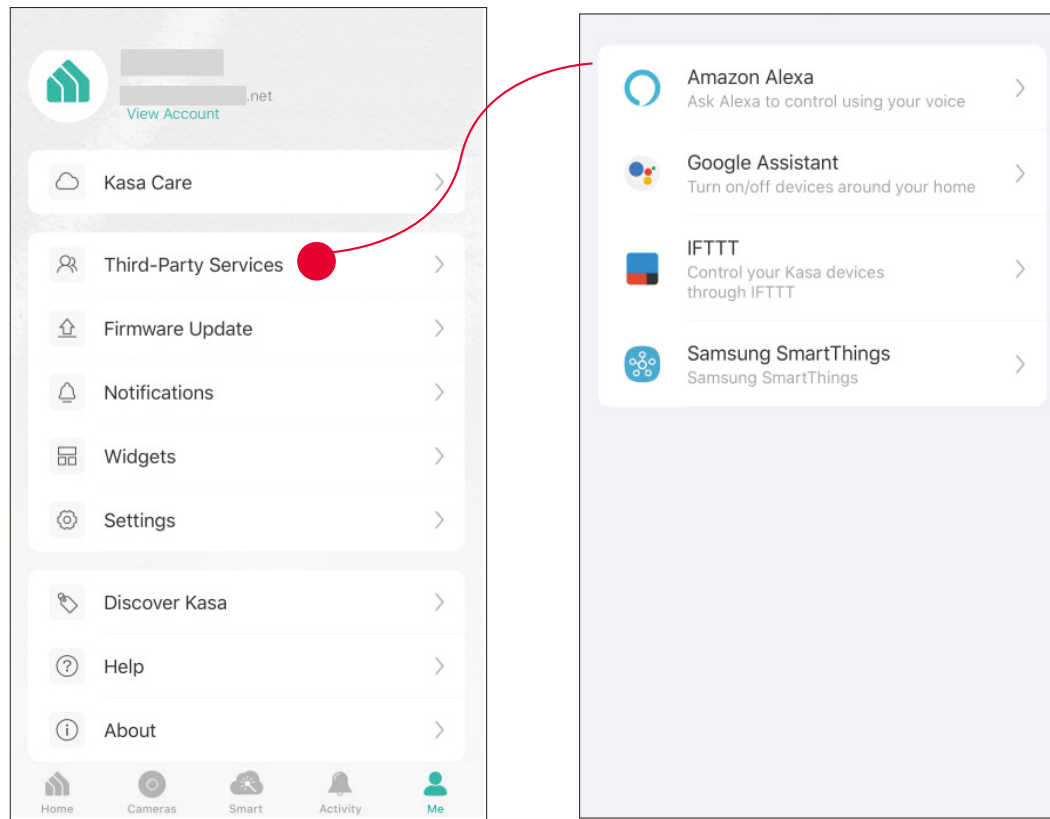 .net
View Account
Kasa Care
Third-Party Services
Firmware Update
Notifications
Widgets
Settings
Discover Kasa
Help
About
Home
Cameras
Smart
Activity
Me
Amazon Alexa
Ask Alexa to control using your voice
Google Assistant
Turn on/off devices around your home
IFTTT
Control your Kasa devices
through IFTTT
Samsung SmartThings
Samsung SmartThings